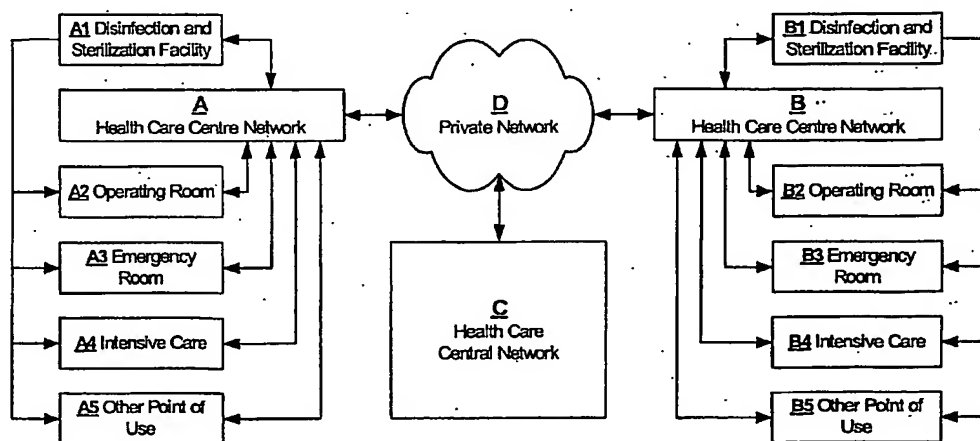 A1 Disinfection and
Sterilization Facility
A
Health Care Centre Network
A2 Operating Room
A3 Emergency
Room
A4 Intensive Care
A5 Other Point of
Use
D
Private Network
C
Health Care
Central Network
B1 Disinfection and
Sterilization Facility
B
Health Care Centre Network
B2 Operating Room
B3 Emergency
Room
B4 Intensive Care
B5 Other Point of
Use